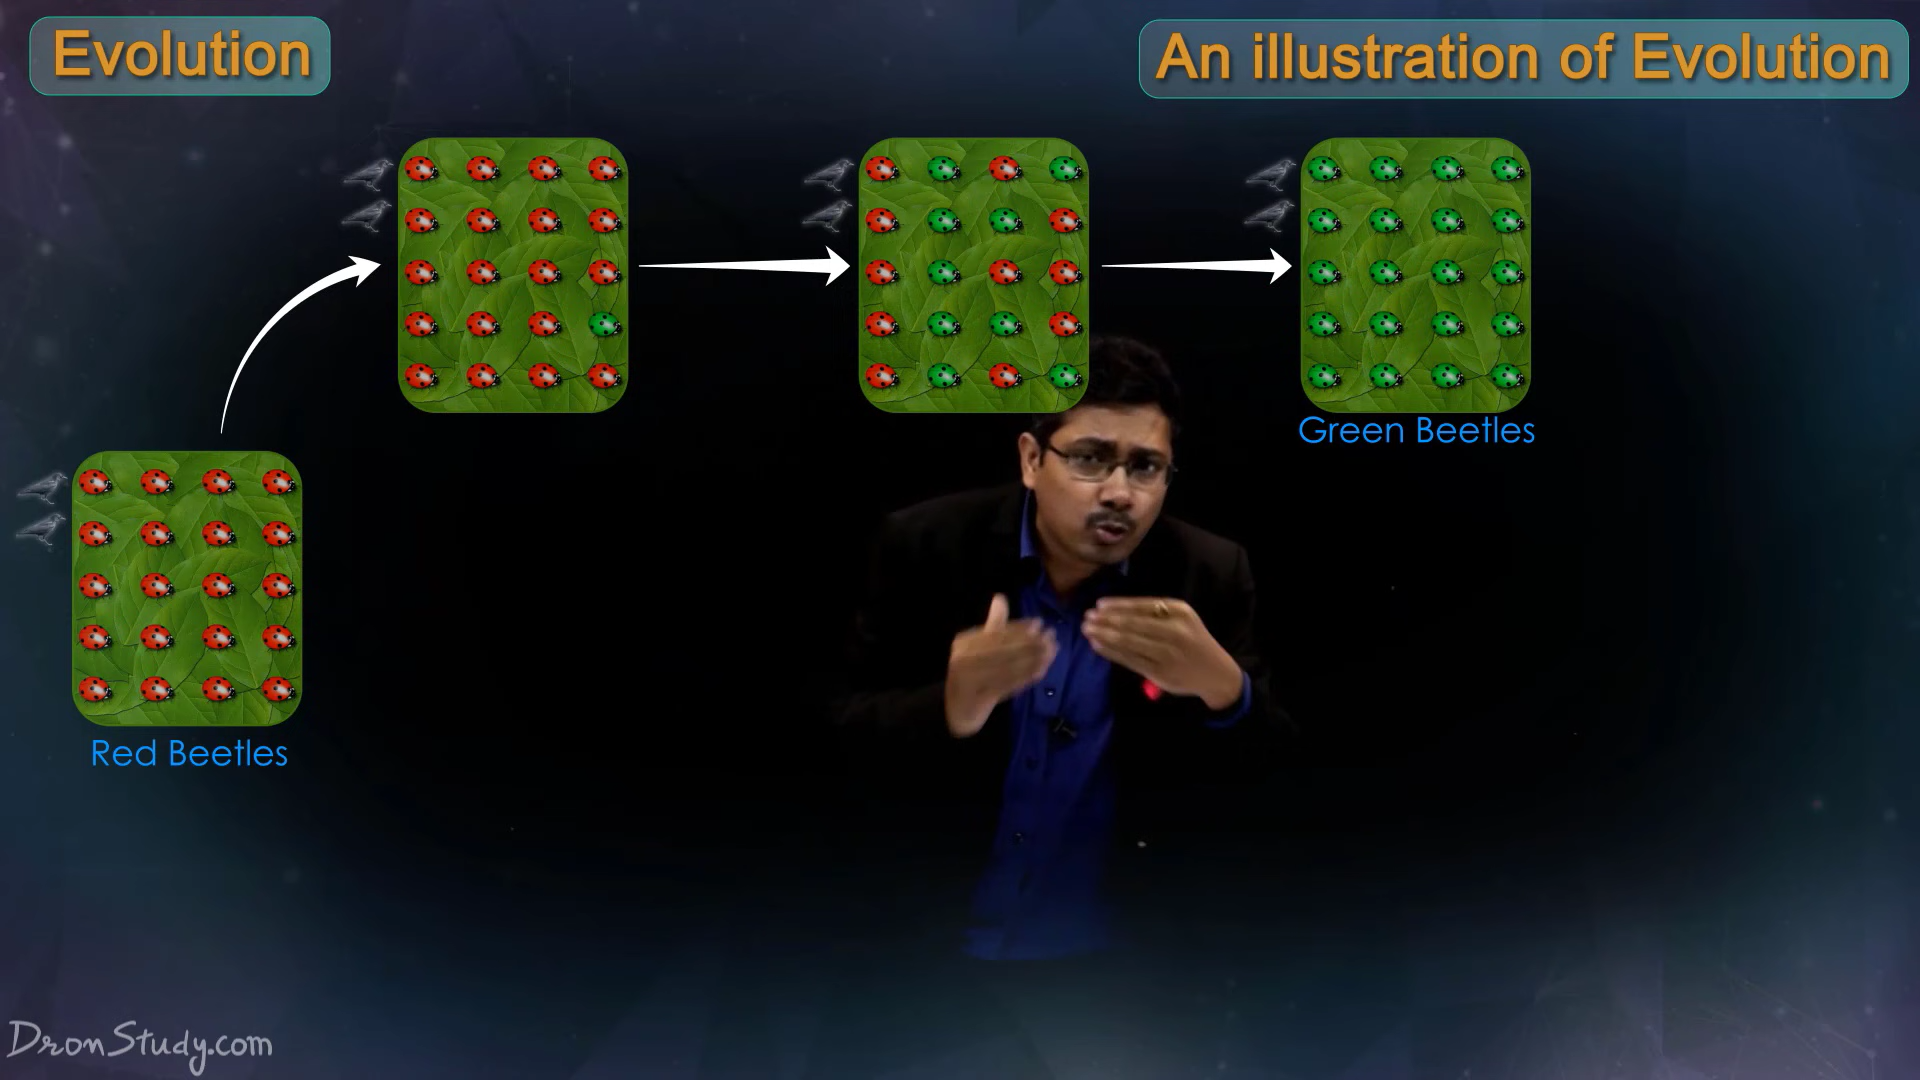 Evolution
An illustration of Evolution
Green Beetles
Red Beetles
DronStudy.com